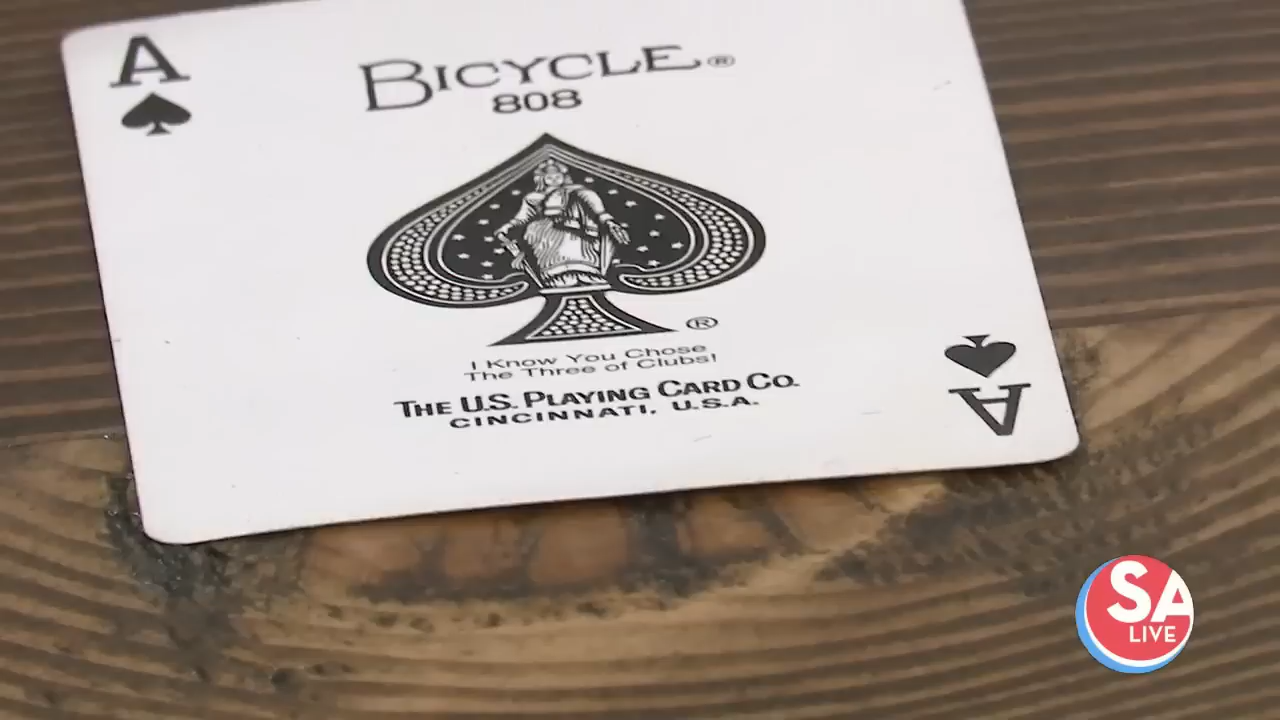 A
BICYCLE®
808
®
I Know You Chose
The Three of Clubs!
THE U.S. PLAYING CARD CO.
CINCINNATI, U.S.A.
A
SA
LIVE